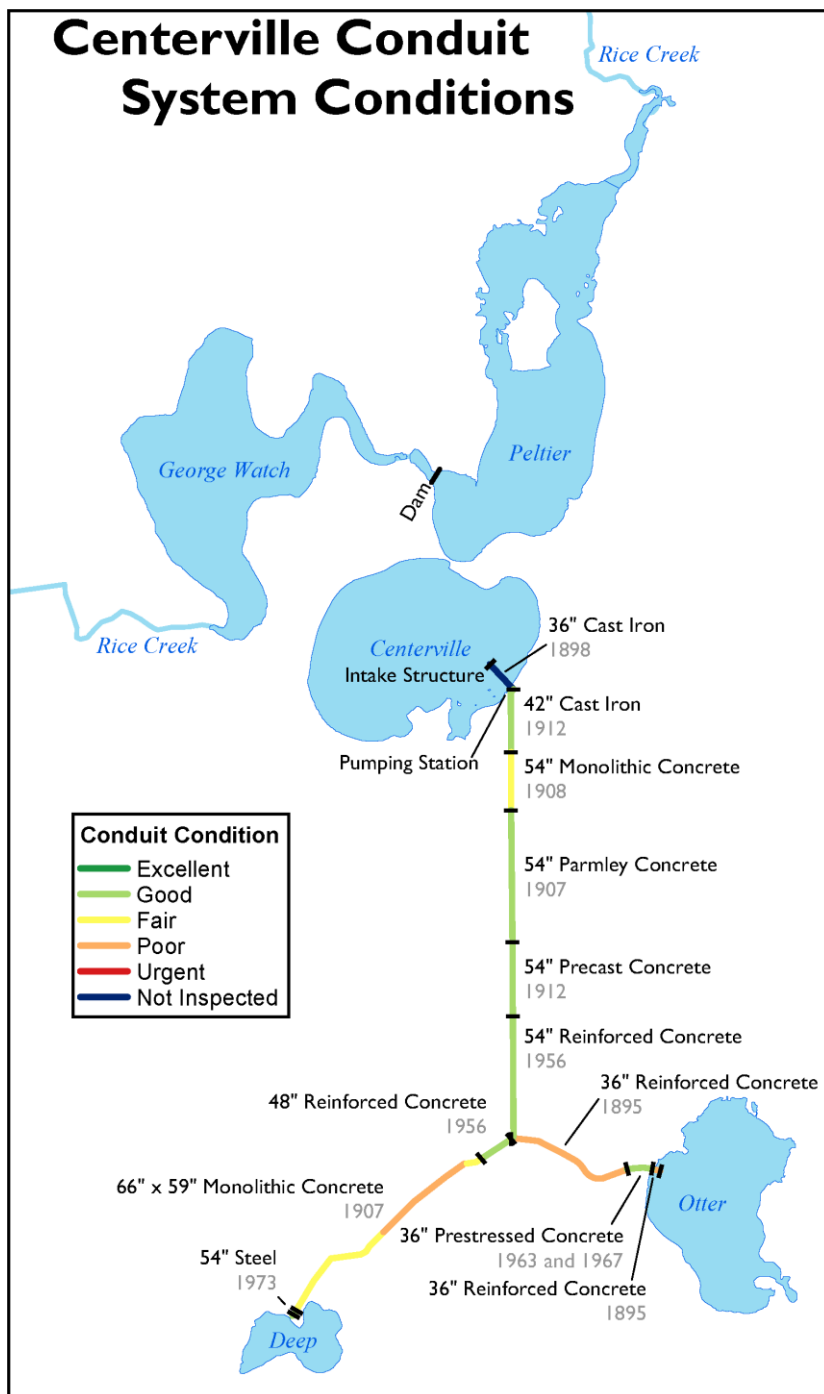 Centerville Conduit
System Conditions
Rice Creek
George Watch
Peltier
Dam
Rice Creek
Centerville
36" Cast Iron
1898
Intake Structure
42" Cast Iron
1912
Pumping Station
54" Monolithic Concrete
1908
Conduit Condition
Excellent
Good
Fair
Poor
Urgent
Not Inspected
54" Parmley Concrete
1907
54" Precast Concrete
1912
54" Reinforced Concrete
1956
36" Reinforced Concrete
1895
48" Reinforced Concrete
1956
66" x 59" Monolithic Concrete
1907
Otter
36" Prestressed Concrete
1963 and 1967
54" Steel
1973
36" Reinforced Concrete
1895
Deep